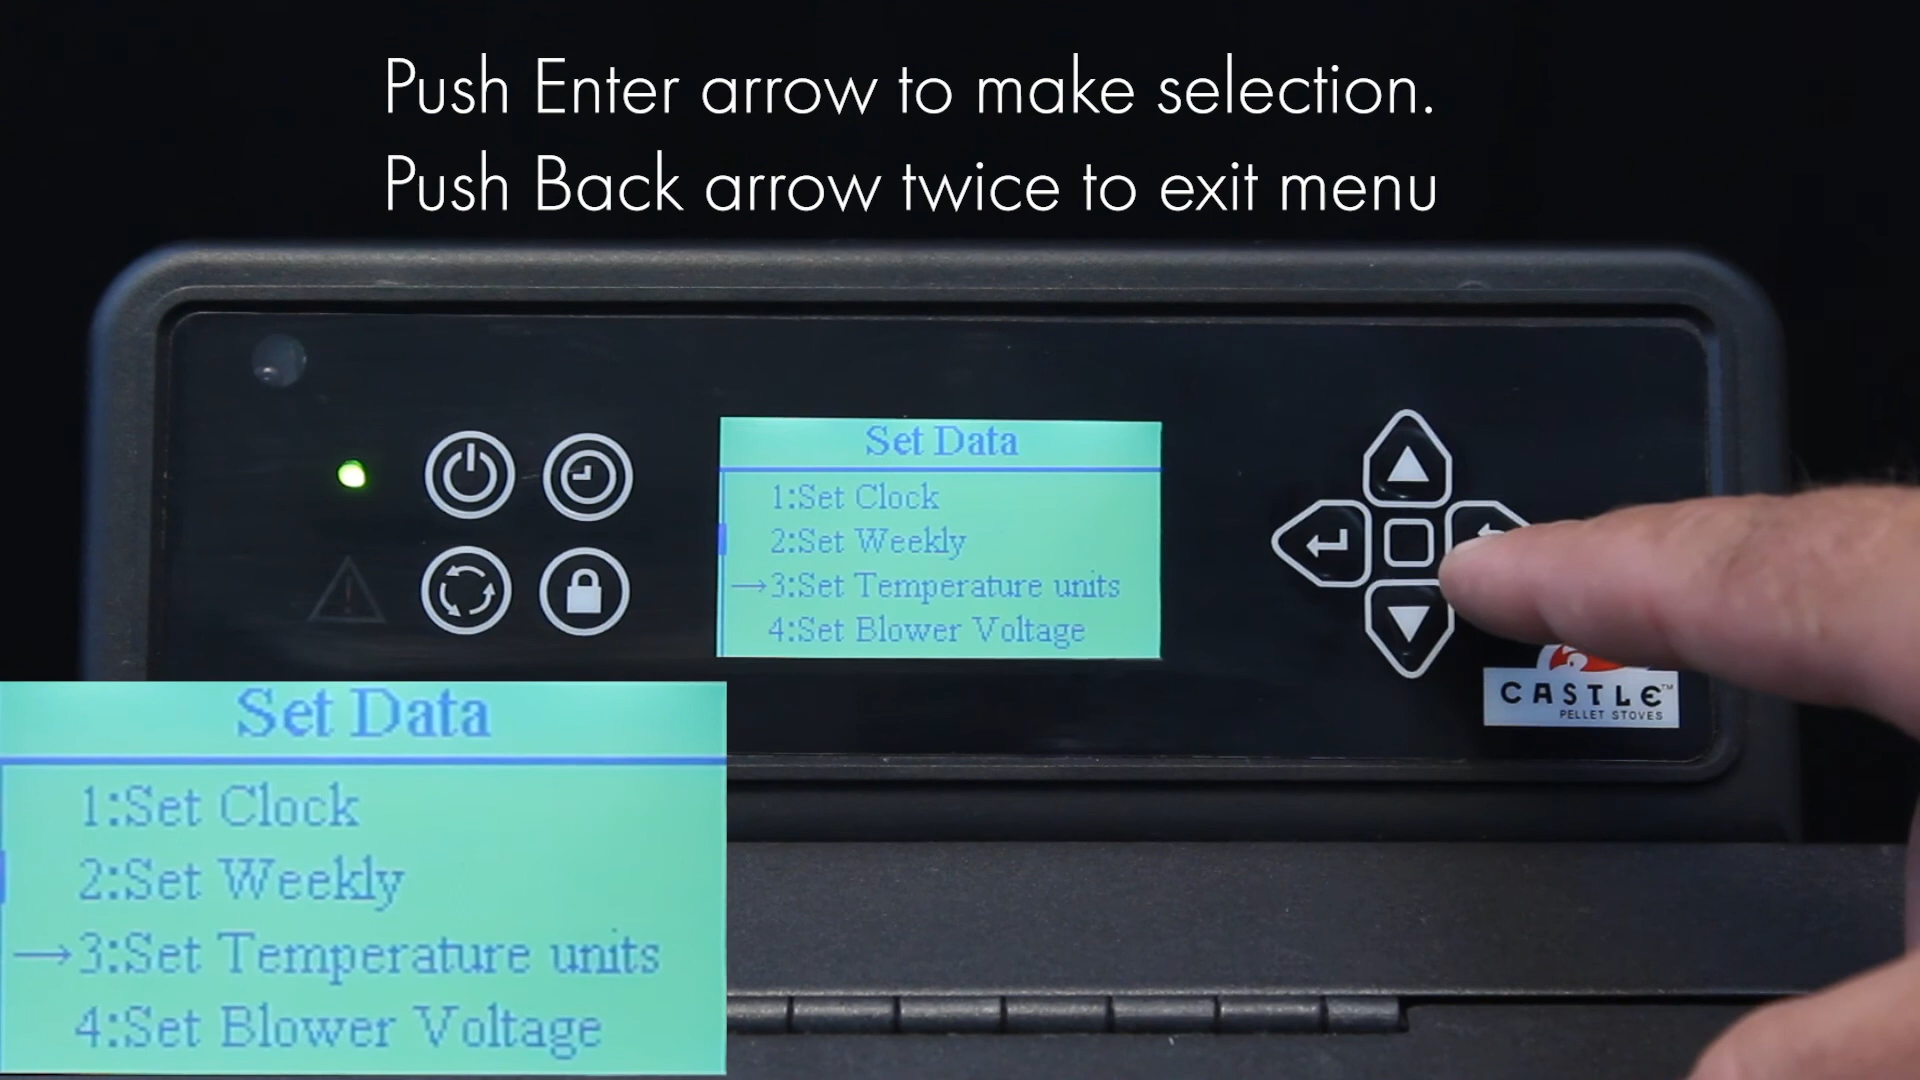 Push Enter arrow to make selection.
Push Back arrow twice to exit menu
Set Data
1:Set Clock
2:Set Weekly
→3:Set Temperature units
4:Set Blower Voltage
CASTLE™
PELLET STOVES
Set Data
1:Set Clock
2:Set Weekly
→3:Set Temperature units
4:Set Blower Voltage